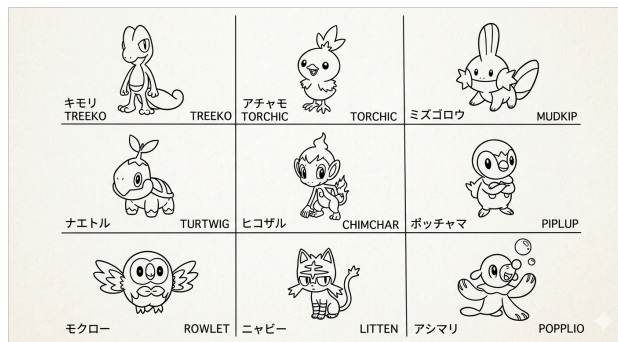 キモリ
TREEKO TREEKO
アチャモ
TORCHIC TORCHIC
ミズゴロウ MUDKIP
ナエトル TURTWIG
ヒコザル CHIMCHAR
ポッチャマ PIPLUP
モクロー ROWLET
ニャビー LITTEN
アシマリ POPPLIO